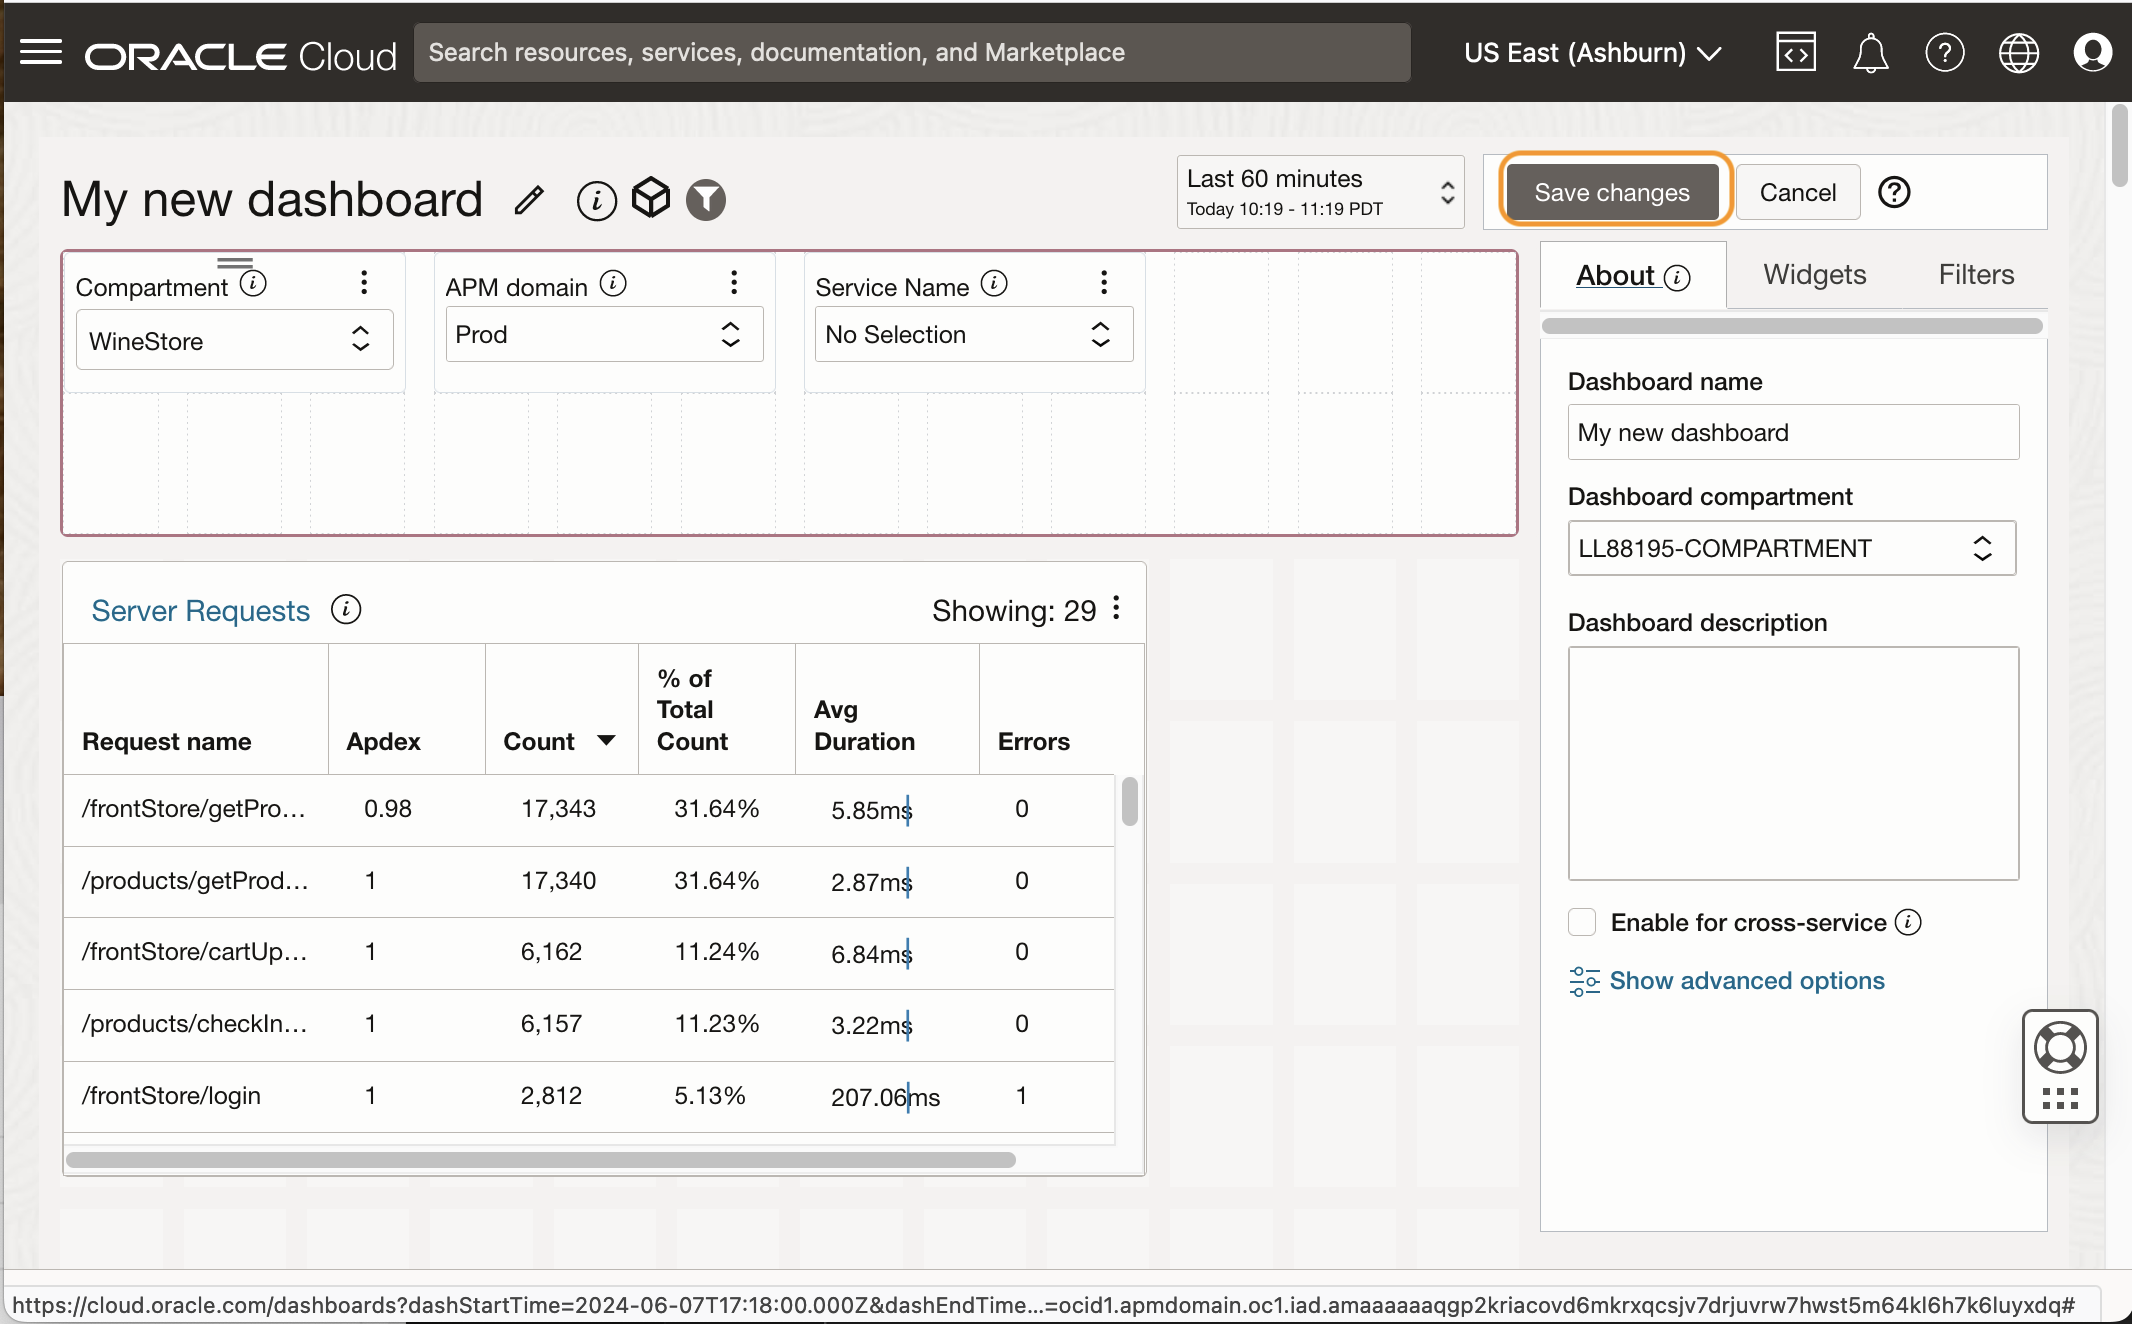 ORACLE Cloud
Search resources, services, documentation, and Marketplace
US East (Ashburn)
My new dashboard
Last 60 minutes
Today 10:19 - 11:19 PDT
Save changes
Cancel
Compartment
WineStore
APM domain
Prod
Service Name
No Selection
About
Widgets
Filters
Dashboard name
My new dashboard
Dashboard compartment
LL88195-COMPARTMENT
Dashboard description
Enable for cross-service
Show advanced options
Server Requests
Showing: 29
Request name Apdex Count % of Total Count Avg Duration Errors
/frontStore/getPro... 0.98 17,343 31.64% 5.85ms 0
/products/getProd... 1 17,340 31.64% 2.87ms 0
/frontStore/cartUp... 1 6,162 11.24% 6.84ms 0
/products/checkIn... 1 6,157 11.23% 3.22ms 0
/frontStore/login 1 2,812 5.13% 207.06ms 1
https://cloud.oracle.com/dashboards?dashStartTime=2024-06-07T17:18:00.000Z&dashEndTime...=ocid1.apmdomain.oc1.iad.amaaaaaaqgp2kriacovd6mkrxqcsjv7drjuvrw7hwst5m64kl6h7k6luyxdq#